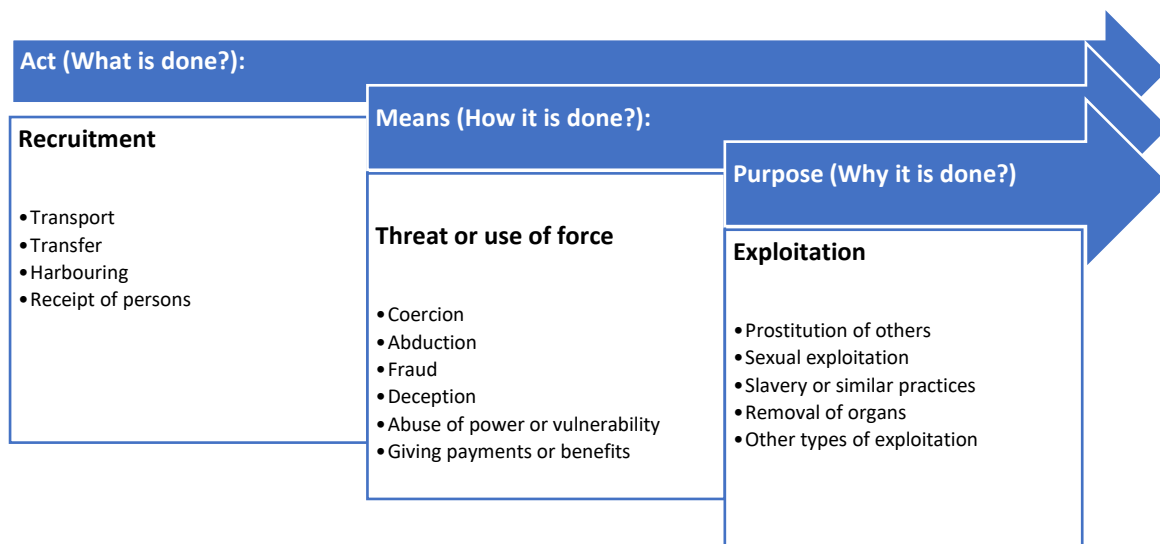 Act (What is done?):
Recruitment
•Transport
•Transfer
•Harbouring
•Receipt of persons
Means (How it is done?):
Threat or use of force
•Coercion
•Abduction
•Fraud
•Deception
•Abuse of power or vulnerability
•Giving payments or benefits
Purpose (Why it is done?)
Exploitation
•Prostitution of others
•Sexual exploitation
•Slavery or similar practices
•Removal of organs
•Other types of exploitation